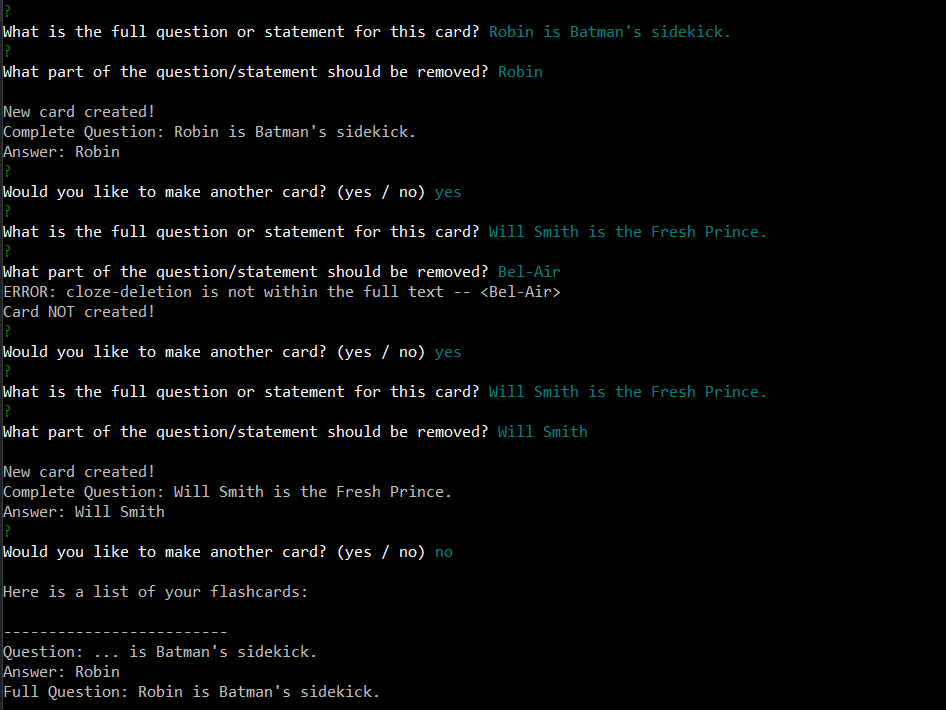 ?
What is the full question or statement for this card? Robin is Batman's sidekick.
?
What part of the question/statement should be removed? Robin
New card created!
Complete Question: Robin is Batman's sidekick.
Answer: Robin
?
Would you like to make another card? (yes / no) yes
?
What is the full question or statement for this card? Will Smith is the Fresh Prince.
?
What part of the question/statement should be removed? Bel-Air
ERROR: cloze-deletion is not within the full text -- <Bel-Air>
Card NOT created!
?
Would you like to make another card? (yes / no) yes
?
What is the full question or statement for this card? Will Smith is the Fresh Prince.
?
What part of the question/statement should be removed? Will Smith
New card created!
Complete Question: Will Smith is the Fresh Prince.
Answer: Will Smith
?
Would you like to make another card? (yes / no) no
Here is a list of your flashcards:
-------------------------
Question: ... is Batman's sidekick.
Answer: Robin
Full Question: Robin is Batman's sidekick.